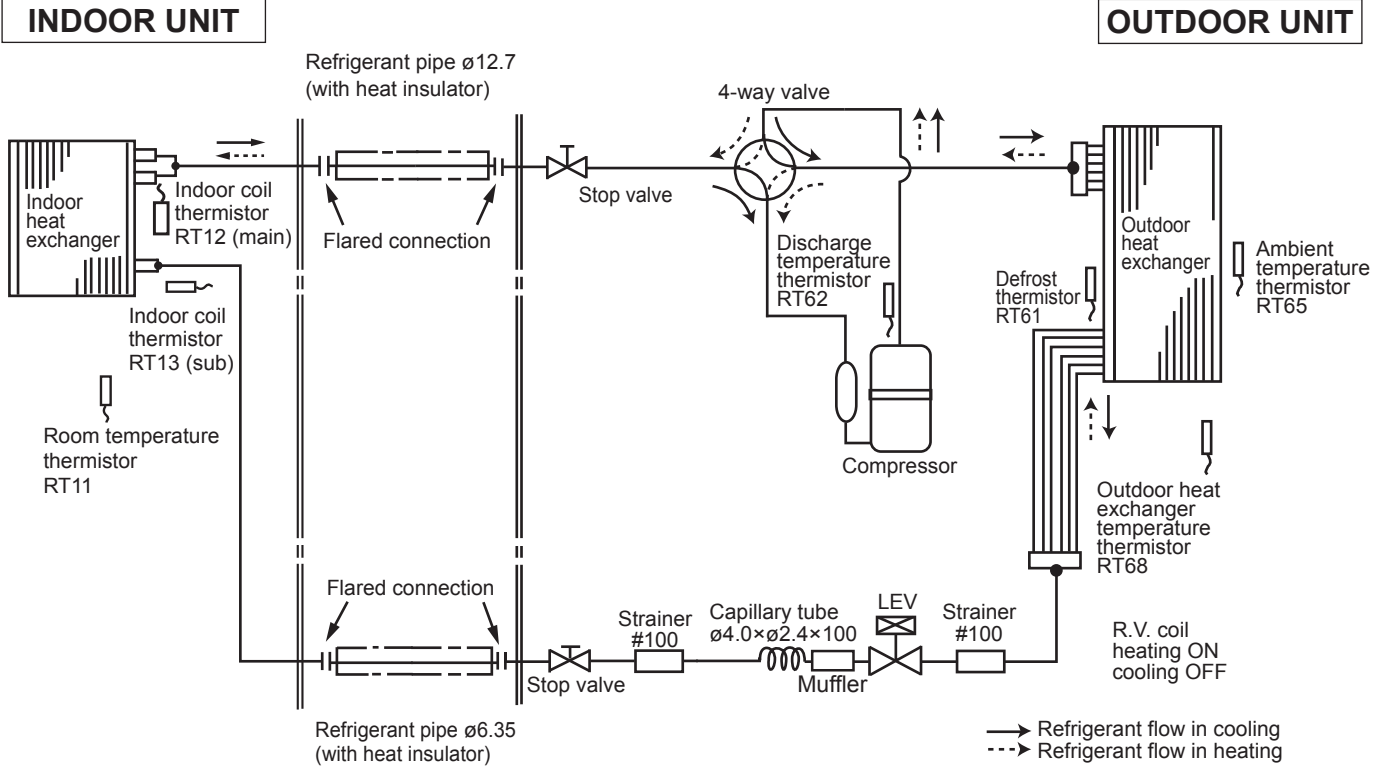 INDOOR UNIT
OUTDOOR UNIT
Refrigerant pipe ø12.7
(with heat insulator)
4-way valve
Indoor
heat
exchanger
Indoor coil
thermistor
RT12 (main)
Flared connection
Stop valve
Discharge
temperature
thermistor
RT62
Outdoor
heat
exchanger
Ambient
temperature
thermistor
RT65
Defrost
thermistor
RT61
Indoor coil
thermistor
RT13 (sub)
Room temperature
thermistor
RT11
Compressor
Outdoor heat
exchanger
temperature
thermistor
RT68
Flared connection
Stop valve
Strainer
#100
Capillary tube
ø4.0×ø2.4×100
Muffler
LEV
Strainer
#100
R.V. coil
heating ON
cooling OFF
Refrigerant pipe ø6.35
(with heat insulator)
Refrigerant flow in cooling
Refrigerant flow in heating